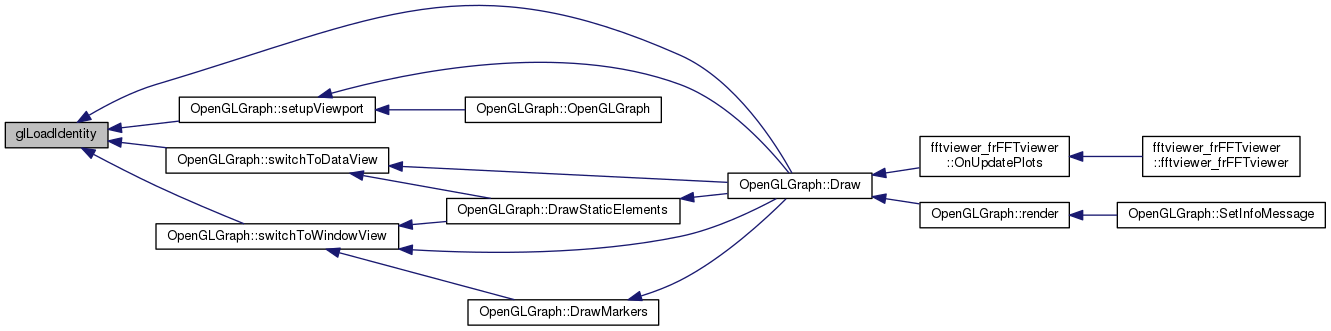 glLoadIdentity
OpenGLGraph::setupViewport
OpenGLGraph::OpenGLGraph
OpenGLGraph::switchToDataView
OpenGLGraph::switchToWindowView
OpenGLGraph::DrawStaticElements
OpenGLGraph::DrawMarkers
OpenGLGraph::Draw
fftviewer_frFFTviewer
::OnUpdatePlots
fftviewer_frFFTviewer
::fftviewer_frFFTviewer
OpenGLGraph::render
OpenGLGraph::SetInfoMessage